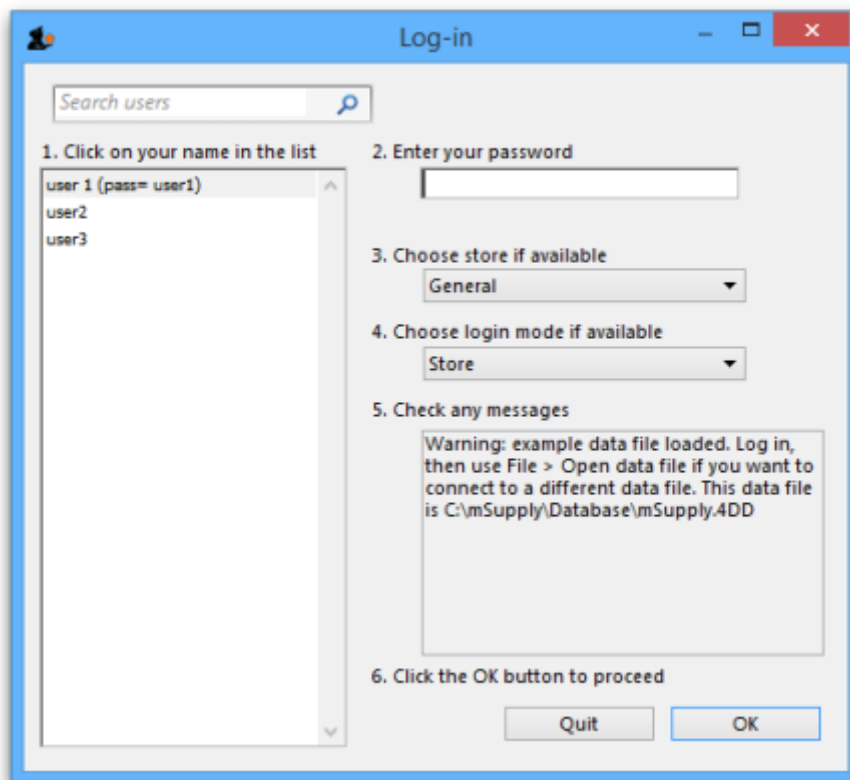 Log-in
Search users
1. Click on your name in the list
user 1 (pass= user1)
user2
user3
2. Enter your password
3. Choose store if available
General
4. Choose login mode if available
Store
5. Check any messages
Warning: example data file loaded. Log in,
then use File > Open data file if you want to
connect to a different data file. This data file
is C:\mSupply\Database\mSupply.4DD
6. Click the OK button to proceed
Quit
OK